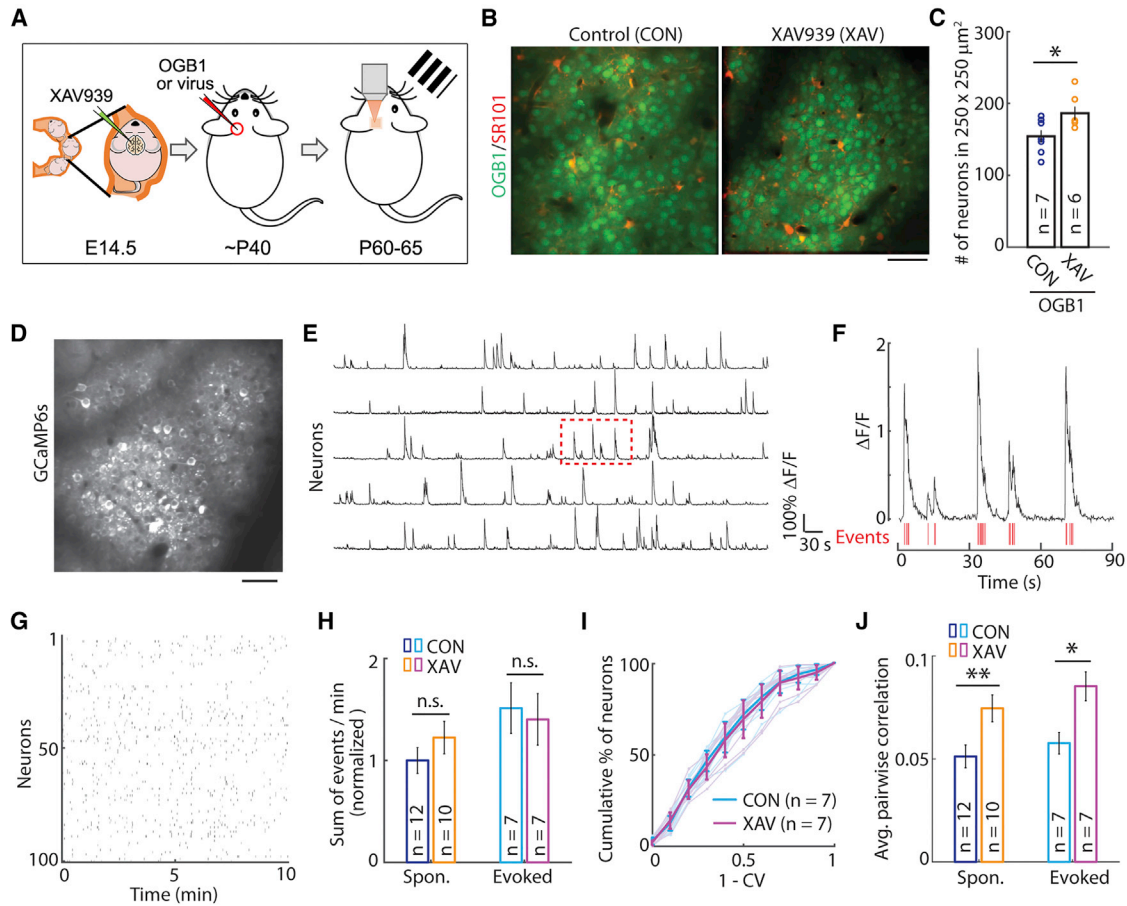 A
XAV939
OGB1
or virus
E14.5
~P40
P60-65
B
Control (CON)
XAV939 (XAV)
OGB1/SR101
C
# of neurons in 250 x 250 μm²
300
200
100
0
*
n = 7
n = 6
CON
XAV
OGB1
D
GCaMP6s
E
Neurons
100% ΔF/F
30 s
F
ΔF/F
2
1
0
Events
0
30
60
90
Time (s)
G
Neurons
1
50
100
0
5
10
Time (min)
H
CON
XAV
Sum of events / min
(normalized)
2
1
0
n.s.
n.s.
n = 12
n = 10
n = 7
n = 7
Spon.
Evoked
I
Cumulative % of neurons
100
50
0
CON (n = 7)
XAV (n = 7)
0
0.5
1
1 - CV
J
CON
XAV
Avg. pairwise correlation
0.1
0.05
0
**
*
n = 12
n = 10
n = 7
n = 7
Spon.
Evoked